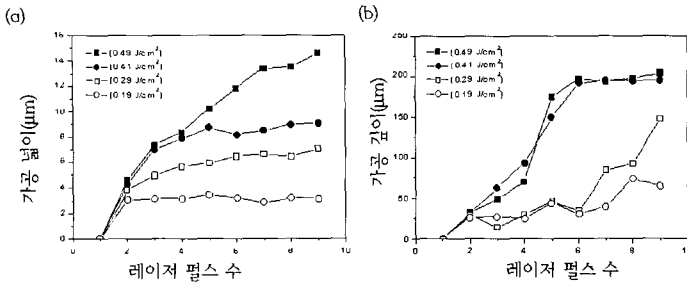 (a)
(b)
가공 넓이(μm)
16
14
12
10
8
6
4
2
0
[0.49 J/cm²]
[0.41 J/cm²]
[0.29 J/cm²]
[0.19 J/cm²]
0
2
4
6
8
10
레이저 펄스 수
가공 깊이(μm)
250
200
150
100
50
0
[0.49 J/cm²]
[0.41 J/cm²]
[0.29 J/cm²]
[0.19 J/cm²]
0
2
4
6
8
10
레이저 펄스 수